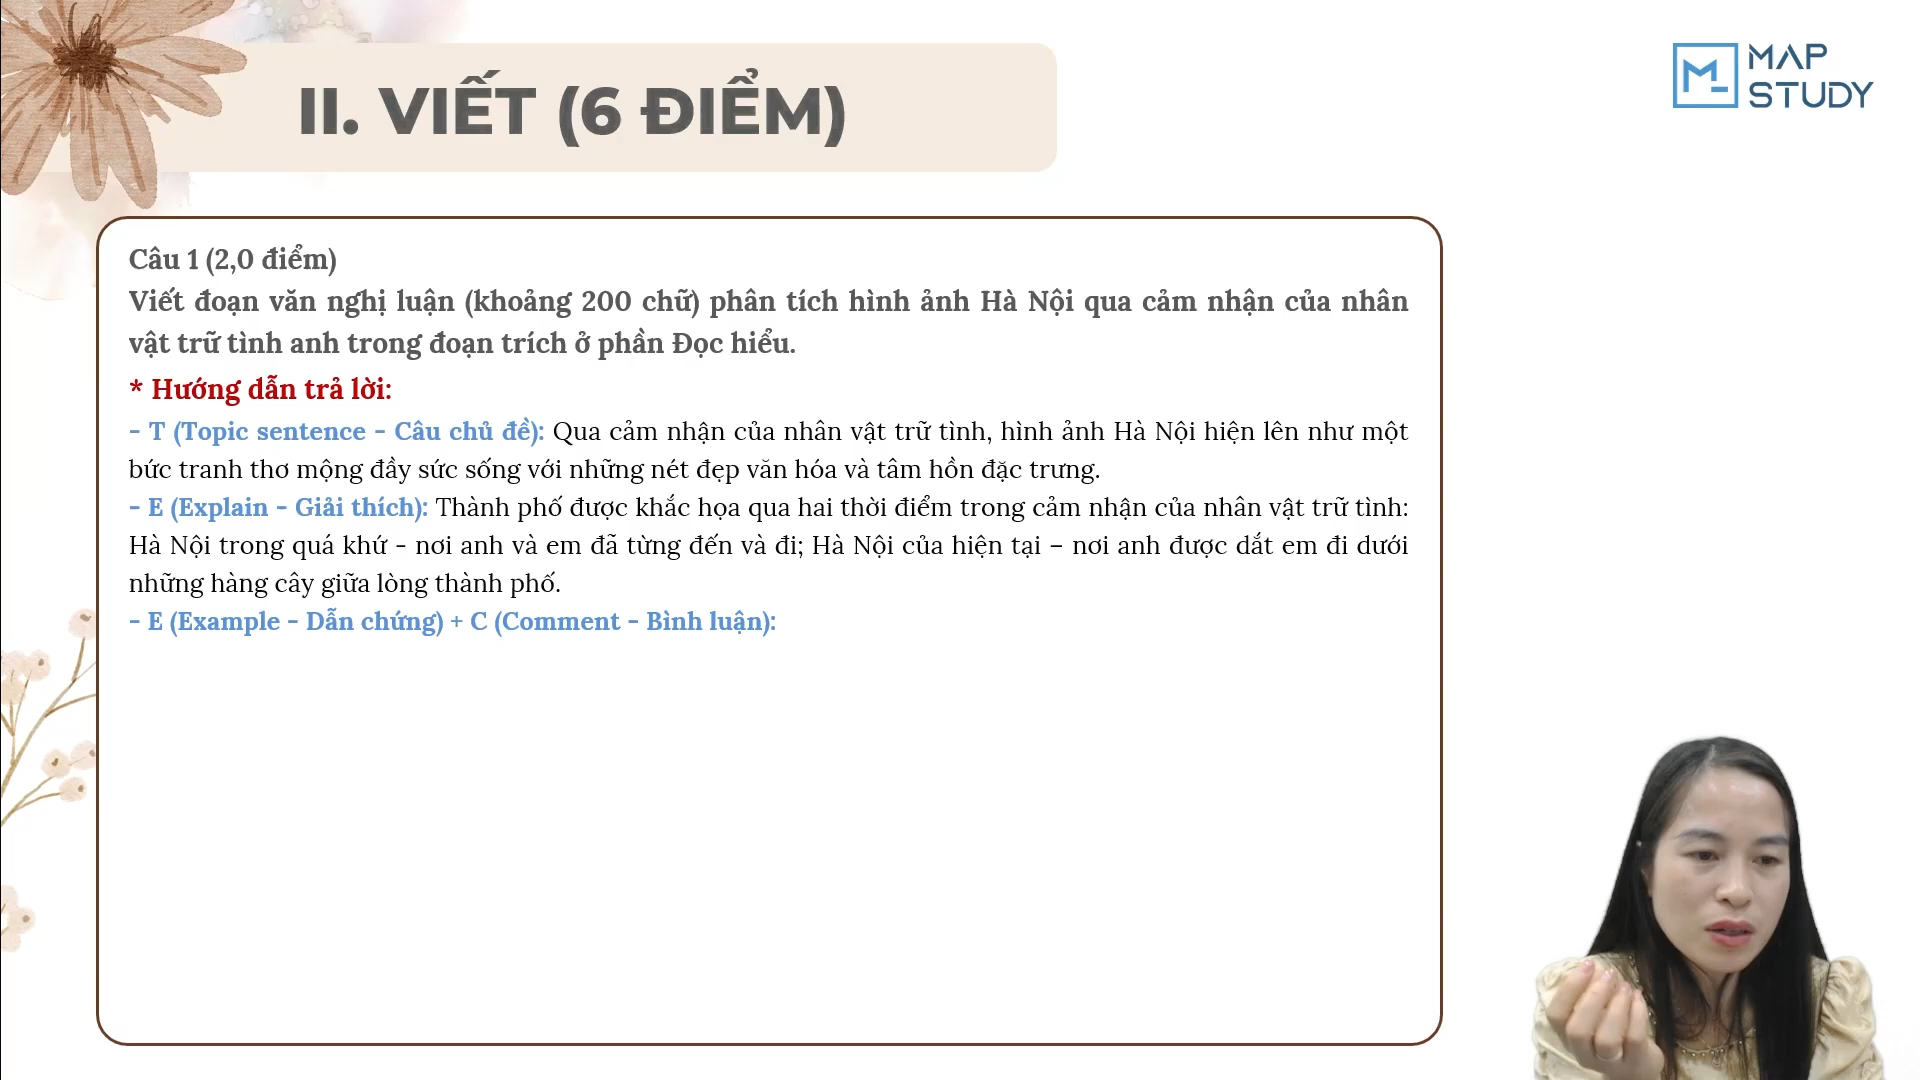 II. VIẾT (6 ĐIỂM)
MAP
STUDY
Câu 1 (2,0 điểm)
Viết đoạn văn nghị luận (khoảng 200 chữ) phân tích hình ảnh Hà Nội qua cảm nhận của nhân
vật trữ tình anh trong đoạn trích ở phần Đọc hiểu.
* Hướng dẫn trả lời:
- T (Topic sentence - Câu chủ đề): Qua cảm nhận của nhân vật trữ tình, hình ảnh Hà Nội hiện lên như một
bức tranh thơ mộng đầy sức sống với những nét đẹp văn hóa và tâm hồn đặc trưng.
- E (Explain - Giải thích): Thành phố được khắc họa qua hai thời điểm trong cảm nhận của nhân vật trữ tình:
Hà Nội trong quá khứ - nơi anh và em đã từng đến và đi; Hà Nội của hiện tại – nơi anh được dắt em đi dưới
những hàng cây giữa lòng thành phố.
- E (Example - Dẫn chứng) + C (Comment - Bình luận):